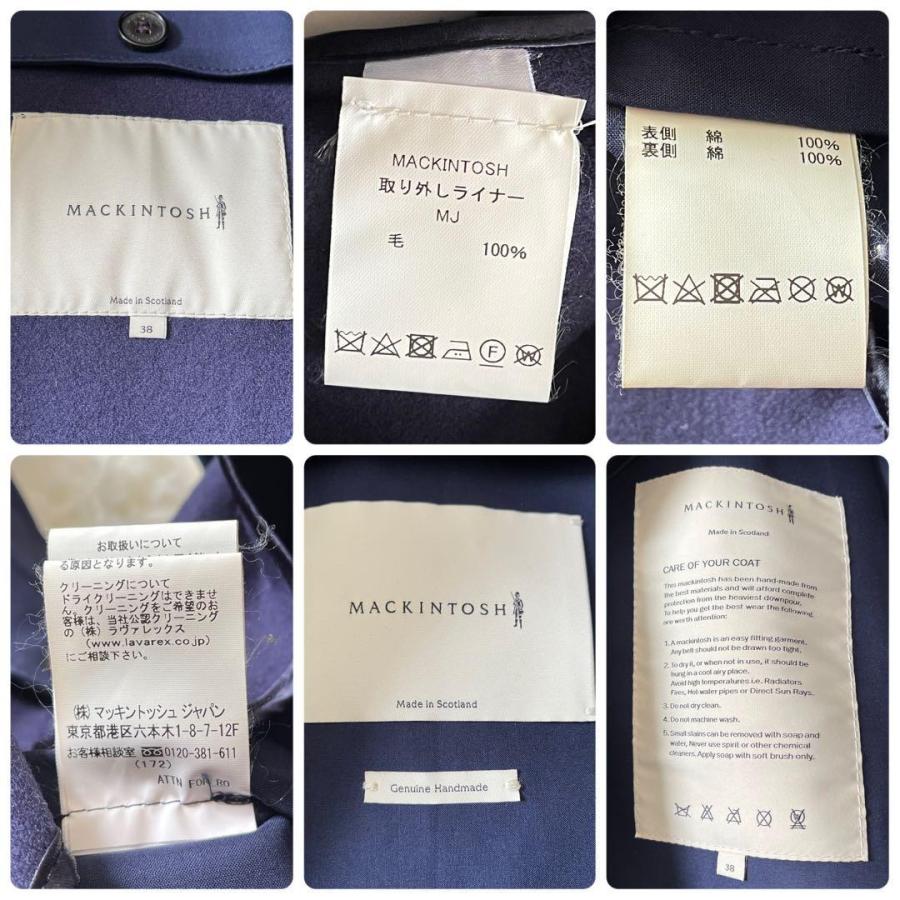 MACKINTOSH
Made in Scotland
38
MACKINTOSH
取り外しライナー
MJ
毛 100%
F
W
表側 綿 100%
裏側 綿 100%
W
お取扱いについて
る原因となります。
クリーニングについて
ドライクリーニングはできませ
ん。クリーニングをご希望のお
客様は、当社公認クリーニング
の（株）ラヴァレックス
（www.lavarex.co.jp）
にご相談下さい。
（株）マッキントッシュ ジャパン
東京都港区六本木1-8-7-12F
お客様相談室 0120-381-611
(172)
ATTN
MACKINTOSH
Made in Scotland
Genuine Handmade
MACKINTOSH
Made in Scotland
CARE OF YOUR COAT
This mackintosh has been hand-made from
the best materials and will afford complete
protection from the heaviest downpour,
To help you get the best wear the following
are worth attention:
1. A mackintosh is an easy fitting garment.
Any belt should not be drawn too tight.
2. To dry it, or when not in use, it should be
hung in a cool airy place.
Avoid high temperatures i.e. Radiators
Fires, Hot water pipes or Direct Sun Rays.
3. Do not dry clean.
4. Do not machine wash.
5. Small stains can be removed with soap and
water, Never use spirit or other chemical
cleaners. Apply soap with soft brush only.
38